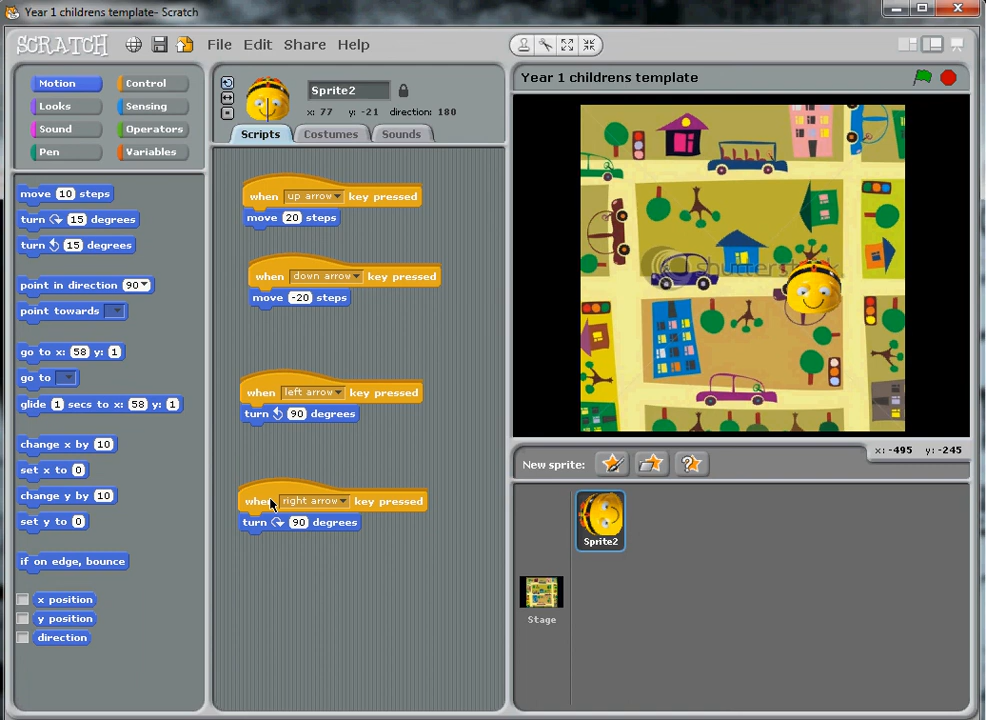 Year 1 childrens template- Scratch
SCRATCH File Edit Share Help
Motion Control
Looks Sensing
Sound Operators
Pen Variables
move 10 steps
turn 15 degrees
turn 15 degrees
point in direction 90
point towards
go to x: 58 y: 1
go to
glide 1 secs to x: 58 y: 1
change x by 10
set x to 0
change y by 10
set y to 0
if on edge, bounce
x position
y position
direction
Sprite2
x: 77 y: -21 direction: 180
Scripts Costumes Sounds
when up arrow key pressed
move 20 steps
when down arrow key pressed
move -20 steps
when left arrow key pressed
turn 90 degrees
when right arrow key pressed
turn 90 degrees
Year 1 childrens template
shutterstock
x: -495 y: -245
New sprite:
Sprite2
Stage